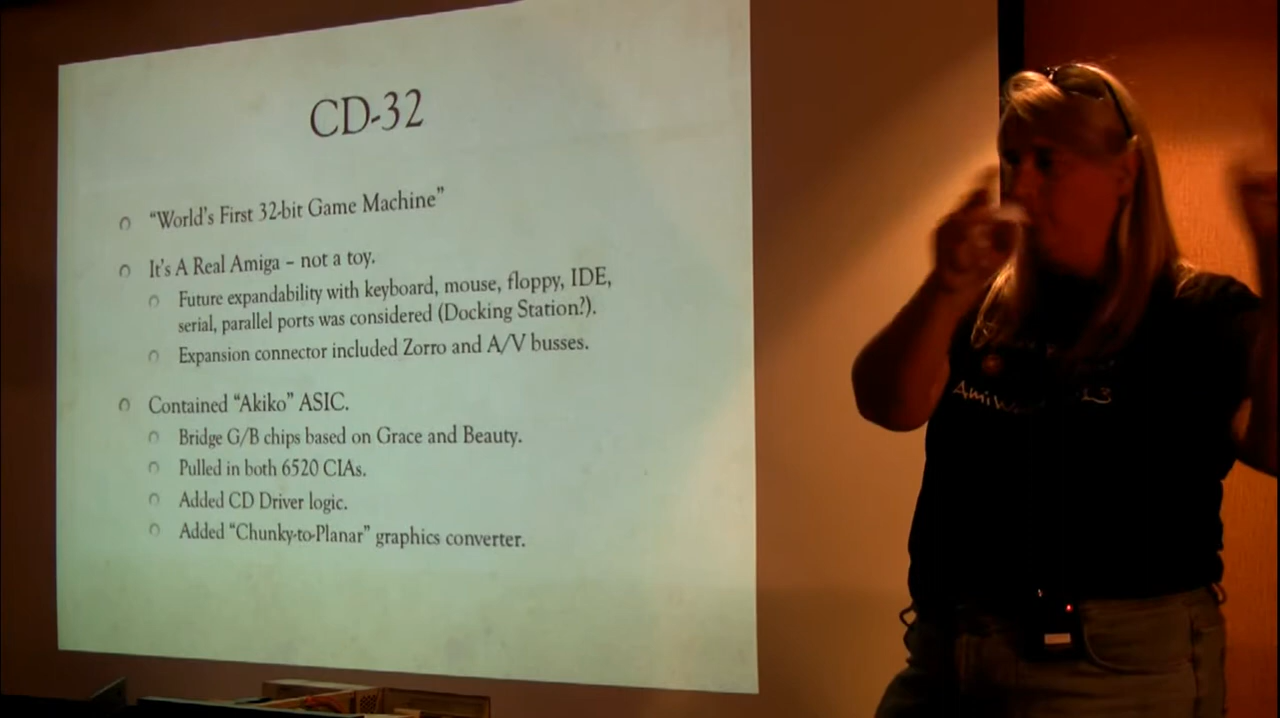 CD-32
“World’s First 32-bit Game Machine”
It’s A Real Amiga – not a toy.
Future expandability with keyboard, mouse, floppy, IDE,
serial, parallel ports was considered (Docking Station?).
Expansion connector included Zorro and A/V busses.
Contained “Akiko” ASIC.
Bridge G/B chips based on Grace and Beauty.
Pulled in both 6520 CIAs.
Added CD Driver logic.
Added “Chunky-to-Planar” graphics converter.